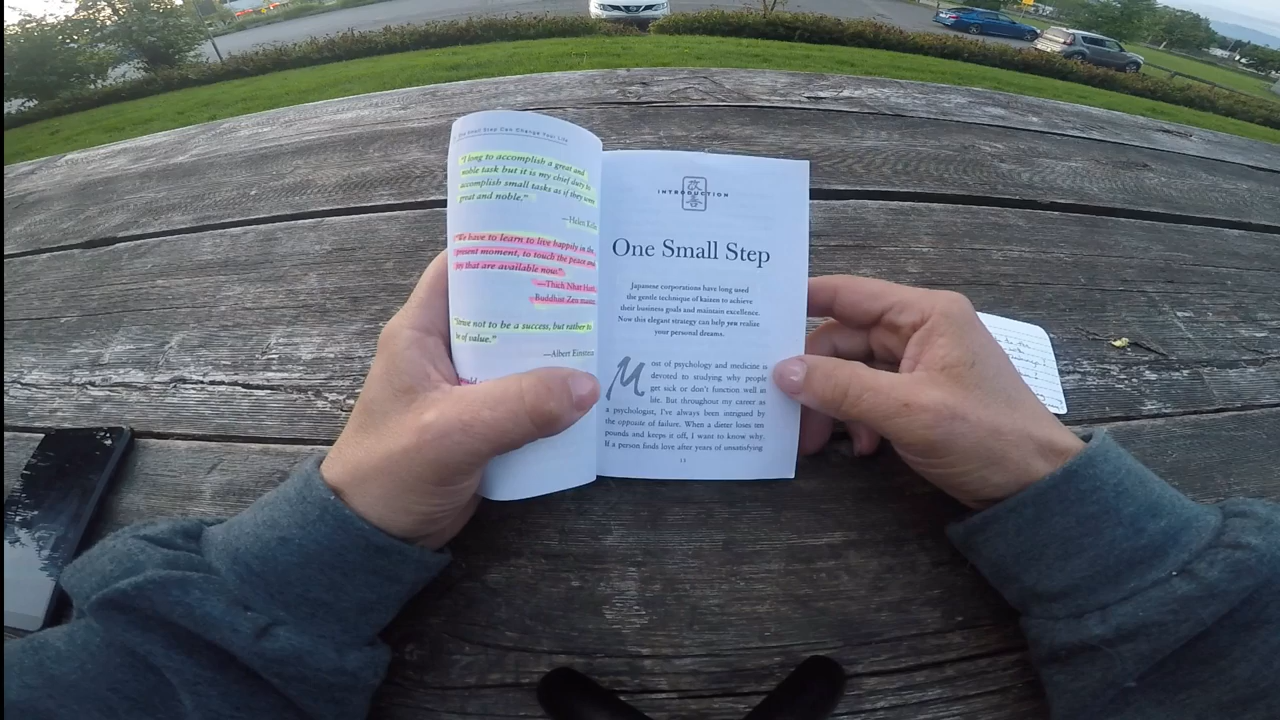 One Small Step Can Change Your Life
"I long to accomplish a great and
noble task but it is my chief duty to
accomplish small tasks as if they were
great and noble."
—Helen
"We have to learn to live happily in the
present moment, to touch the peace and
joy that are available now."
—Thich Nhat
Buddhist Zen master
"Strive not to be a success, but rather to
be of value."
—Albert Einstein
INTRODUCTION
改善
One Small Step
Japanese corporations have long used
the gentle technique of kaizen to achieve
their business goals and maintain excellence.
Now this elegant strategy can help you realize
your personal dreams.
Most of psychology and medicine is
devoted to studying why people
get sick or don't function well in
life. But throughout my career as
a psychologist, I've always been intrigued by
the opposite of failure. When a dieter loses ten
pounds and keeps it off, I want to know why.
If a person finds love after years of unsatisfying